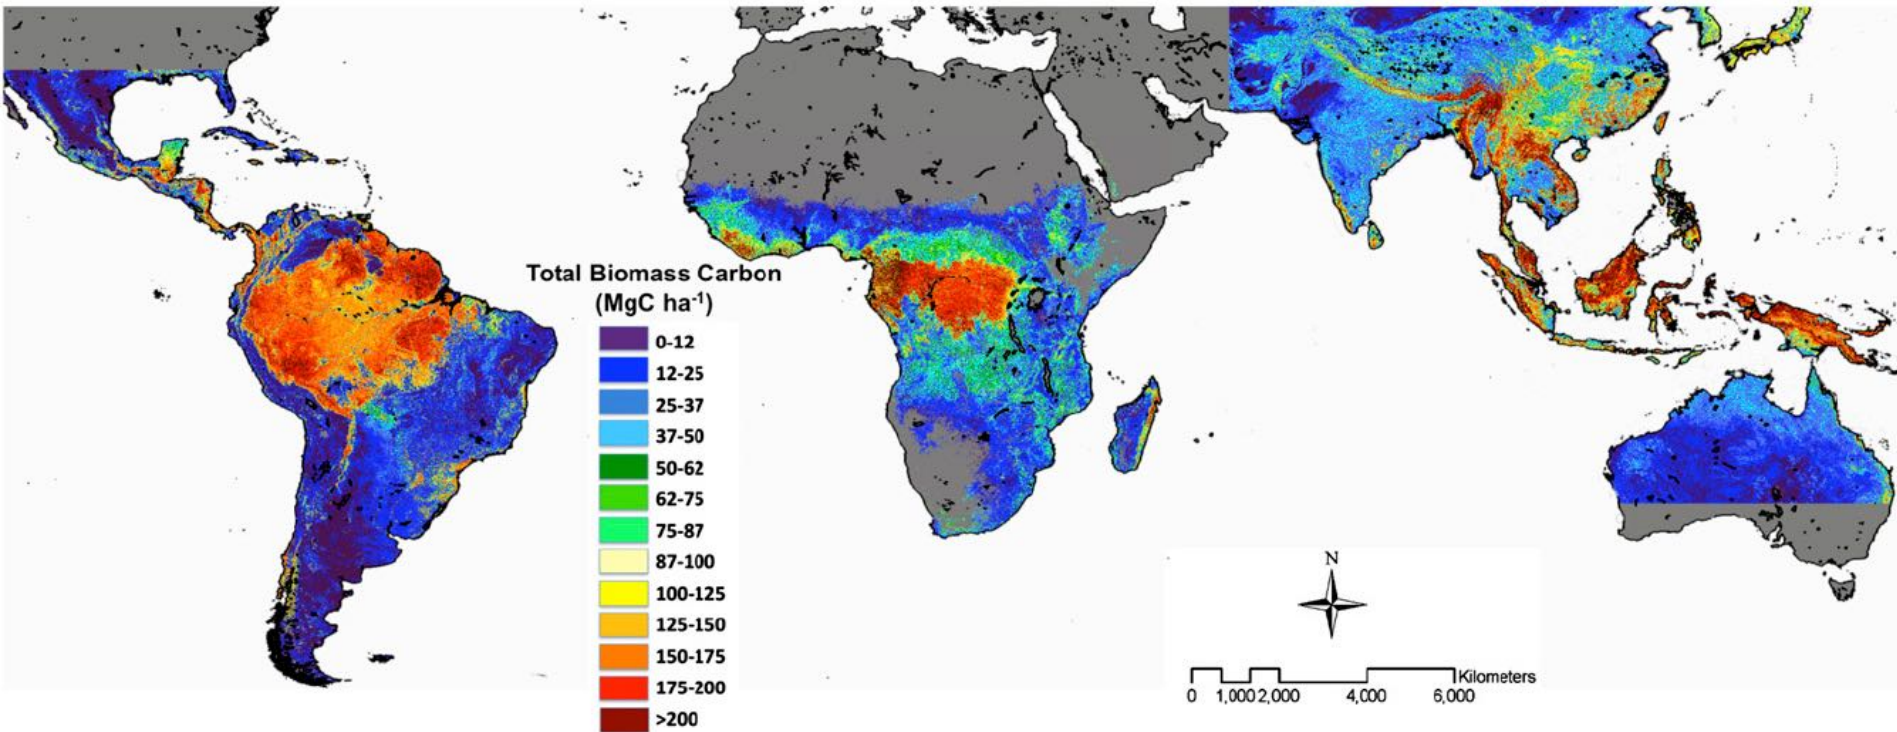 Total Biomass Carbon
(MgC ha-1)
0-12
12-25
25-37
37-50
50-62
62-75
75-87
87-100
100-125
125-150
150-175
175-200
>200
N
Kilometers
0 1,000 2,000 4,000 6,000